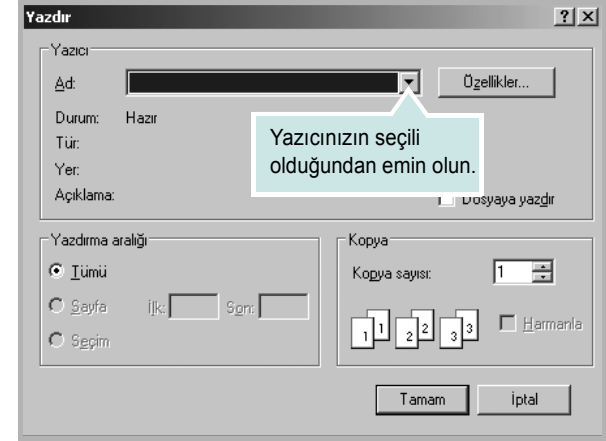 Yazdır
Yazıcı
Ad:
Özellikler...
Durum: Hazır
Tür:
Yer:
Açıklama:
Yazıcınızın seçili
olduğundan emin olun.
Dosyaya yazdır
Yazdırma aralığı
Tümü
Sayfa İlk: Son:
Seçim
Kopya
Kopya sayısı: 1
1 1 2 2 3 3
Harmanla
Tamam İptal